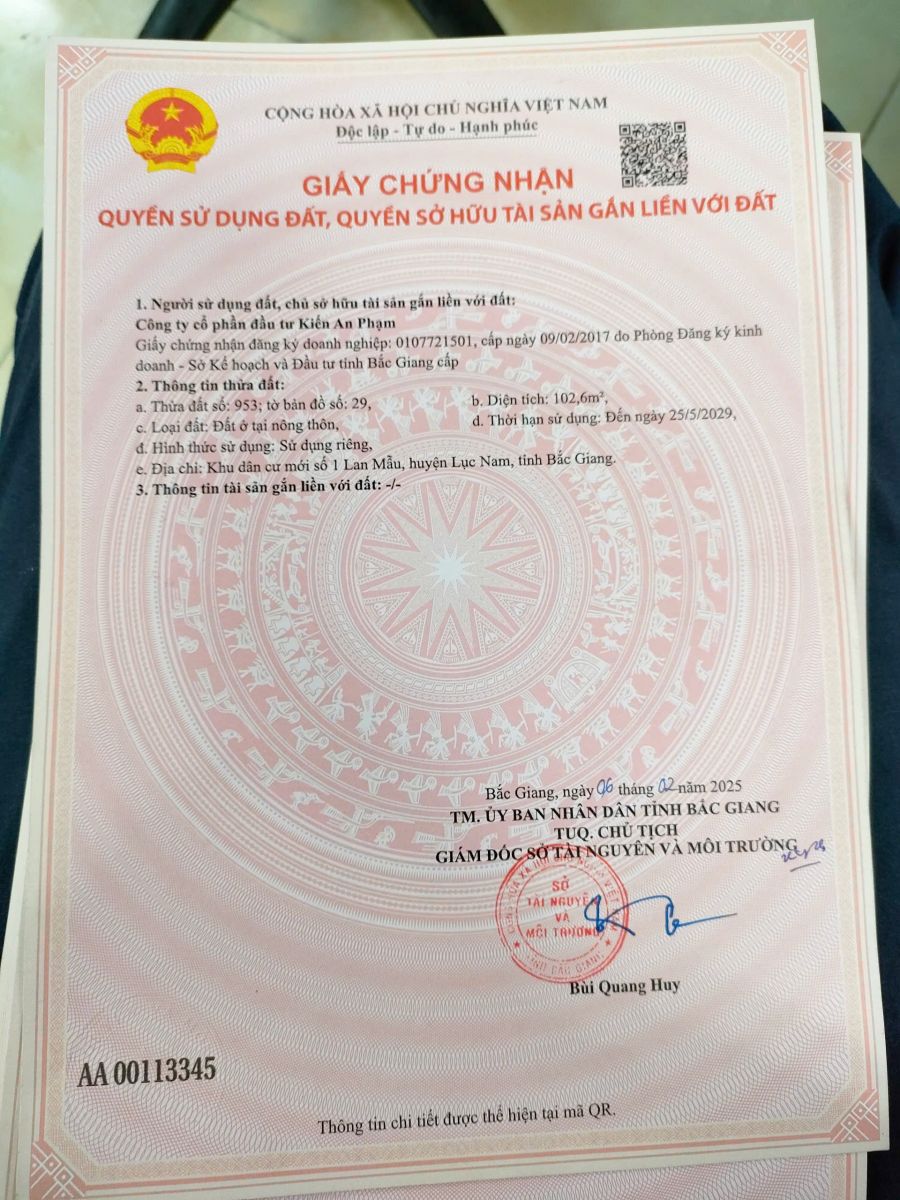 CỘNG HÒA XÃ HỘI CHỦ NGHĨA VIỆT NAM
Độc lập - Tự do - Hạnh phúc
GIẤY CHỨNG NHẬN
QUYỀN SỬ DỤNG ĐẤT, QUYỀN SỞ HỮU TÀI SẢN GẮN LIỀN VỚI ĐẤT
1. Người sử dụng đất, chủ sở hữu tài sản gắn liền với đất:
Công ty cổ phần đầu tư Kiến An Phạm
Giấy chứng nhận đăng ký doanh nghiệp: 0107721501, cấp ngày 09/02/2017 do Phòng Đăng ký kinh
doanh - Sở Kế hoạch và Đầu tư tỉnh Bắc Giang cấp
2. Thông tin thửa đất:
a. Thửa đất số: 953; tờ bản đồ số: 29,
b. Diện tích: 102,6m²,
c. Loại đất: Đất ở tại nông thôn,
d. Thời hạn sử dụng: Đến ngày 25/5/2029,
đ. Hình thức sử dụng: Sử dụng riêng,
e. Địa chỉ: Khu dân cư mới số 1 Lan Mẫu, huyện Lục Nam, tỉnh Bắc Giang.
3. Thông tin tài sản gắn liền với đất: -/-
Bắc Giang, ngày 06 tháng 02 năm 2025
TM. ỦY BAN NHÂN DÂN TỈNH BẮC GIANG
TUQ. CHỦ TỊCH
GIÁM ĐỐC SỞ TÀI NGUYÊN VÀ MÔI TRƯỜNG
SỞ
TÀI NGUYÊN
VÀ
MÔI TRƯỜNG
Bùi Quang Huy
AA 00113345
Thông tin chi tiết được thể hiện tại mã QR.